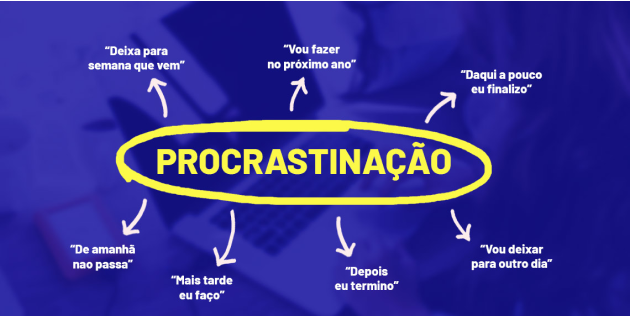 “Deixa para
semana que vem”
“Vou fazer
no próximo ano”
“Daqui a pouco
eu finalizo”
PROCRASTINAÇÃO
“De amanhã
nao passa”
“Mais tarde
eu faço”
“Depois
eu termino”
“Vou deixar
para outro dia”